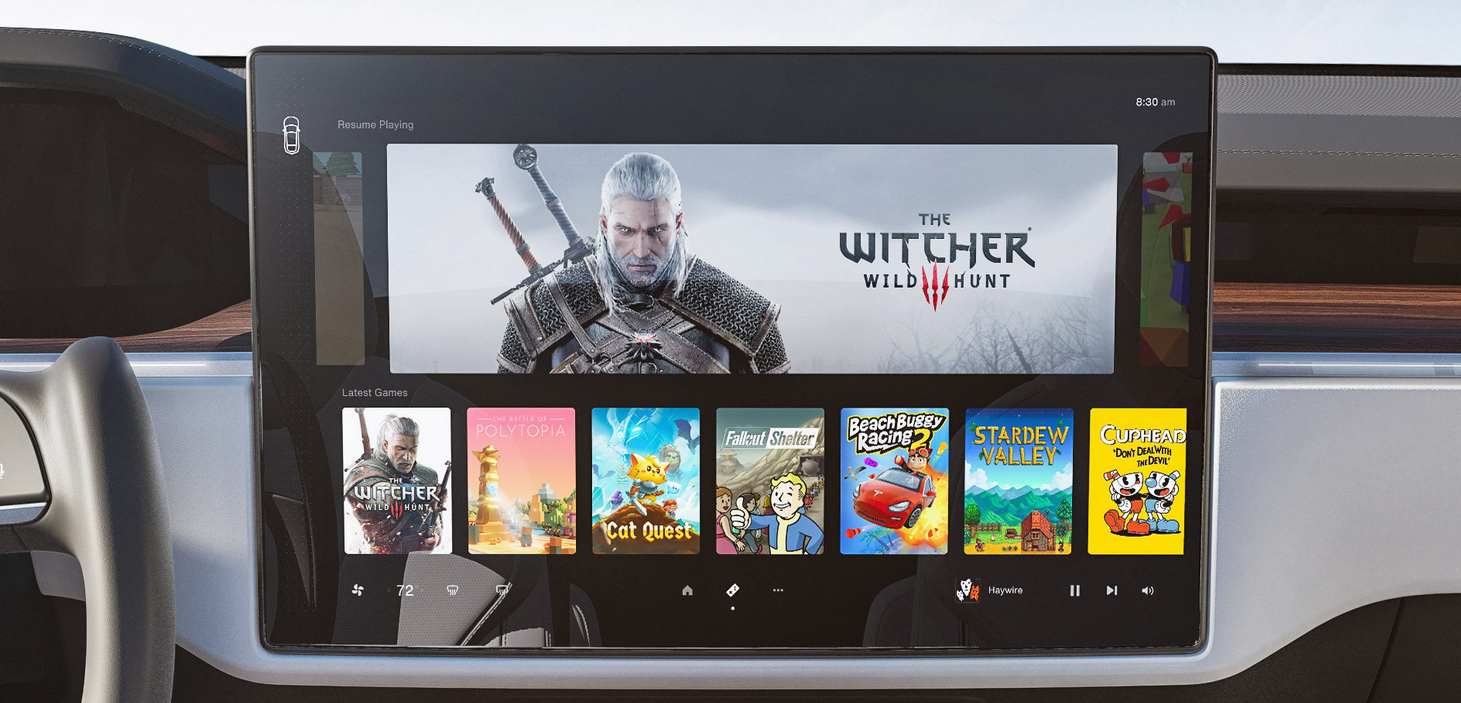 8:30 am
Resume Playing
THE
WITCHER
WILD HUNT
Latest Games
THE
WITCHER
WILD HUNT
THE BATTLE OF
POLYTOPIA
Cat Quest
Fallout Shelter
Beach Buggy
Racing 2
STARDEW
VALLEY
CUPHEAD
"DON'T DEAL WITH
THE DEVIL"
72
Haywire